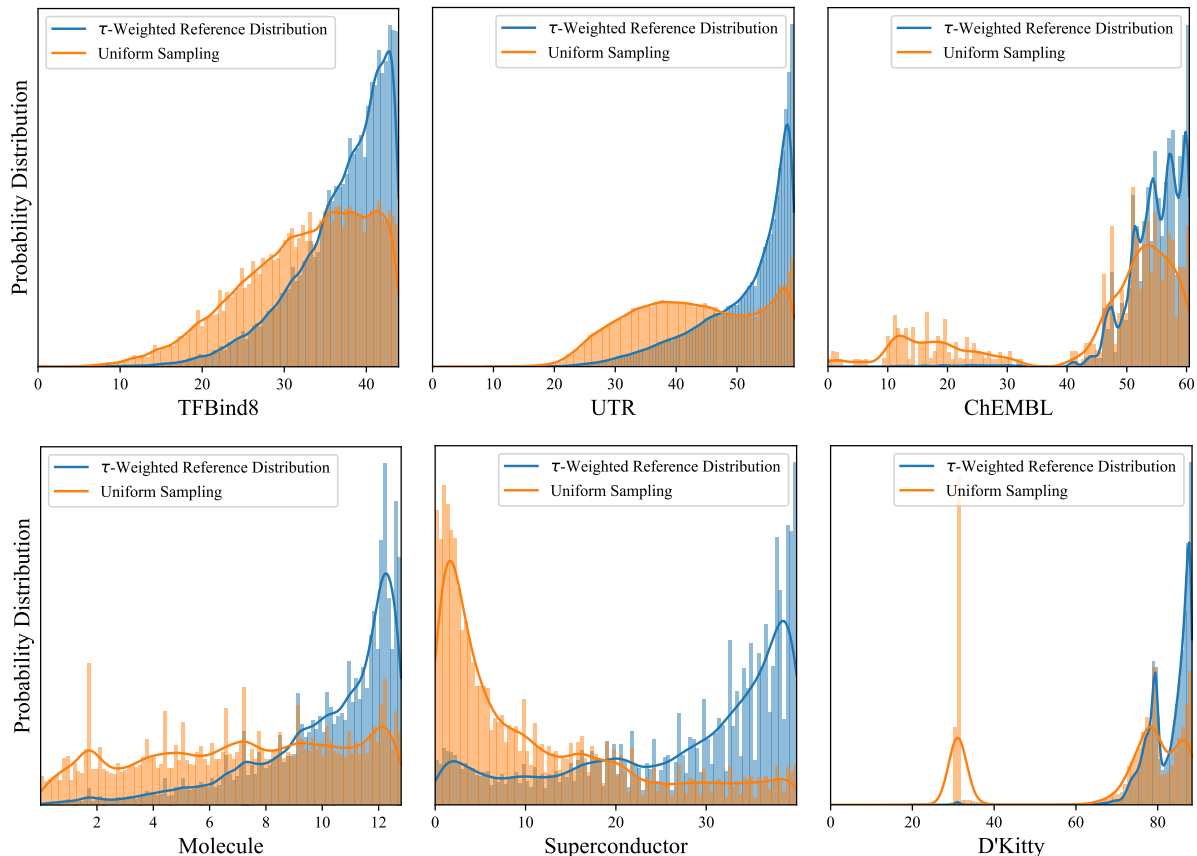 τ-Weighted Reference Distribution
Uniform Sampling
τ-Weighted Reference Distribution
Uniform Sampling
τ-Weighted Reference Distribution
Uniform Sampling
Probability Distribution
0 10 20 30 40
0 10 20 30 40 50
0 10 20 30 40 50 60
TFBind8
UTR
ChEMBL
τ-Weighted Reference Distribution
Uniform Sampling
τ-Weighted Reference Distribution
Uniform Sampling
τ-Weighted Reference Distribution
Uniform Sampling
Probability Distribution
2 4 6 8 10 12
0 10 20 30
0 20 40 60 80
Molecule
Superconductor
D'Kitty